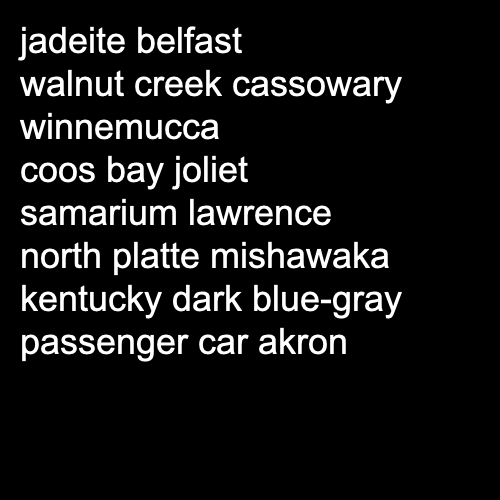 jadeite belfast
walnut creek cassowary
winnemucca
coos bay joliet
samarium lawrence
north platte mishawaka
kentucky dark blue-gray
passenger car akron